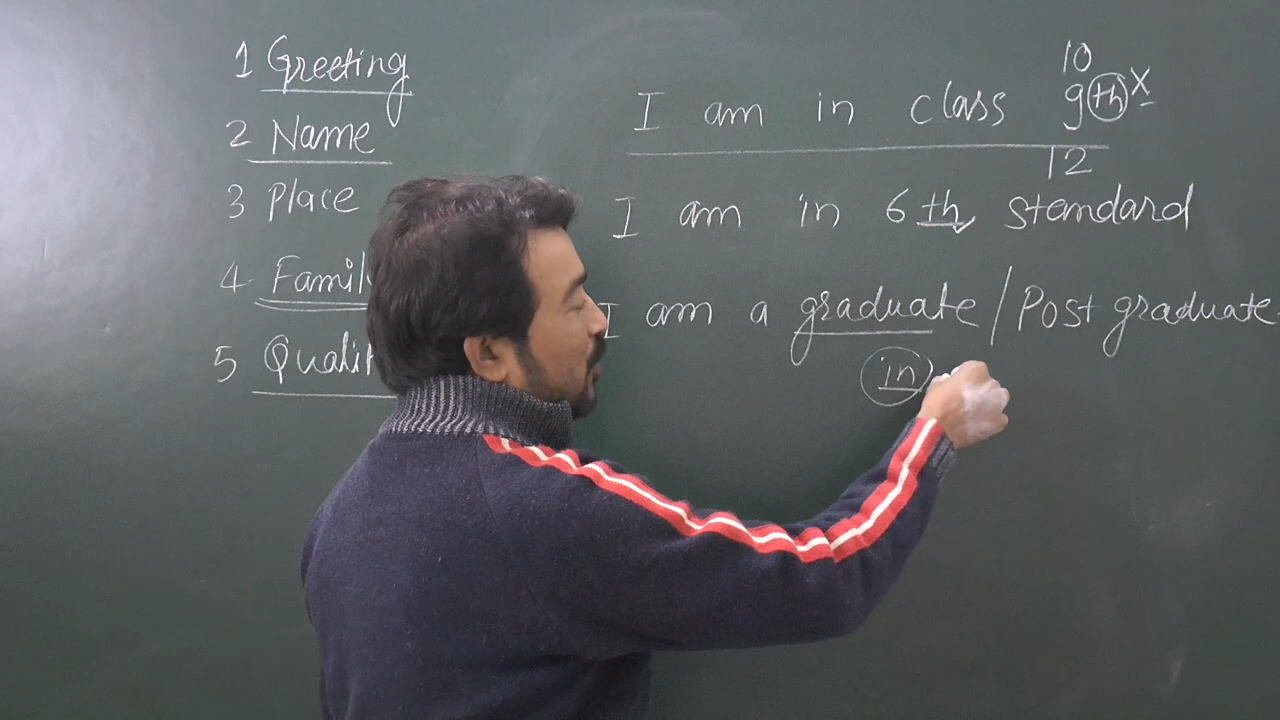 1 Greeting
2 Name
3 Place
4. Famil
5 Qualit
10
I am in class 9th x
12
I am in 6th standard
I am a graduate / Post graduate
in